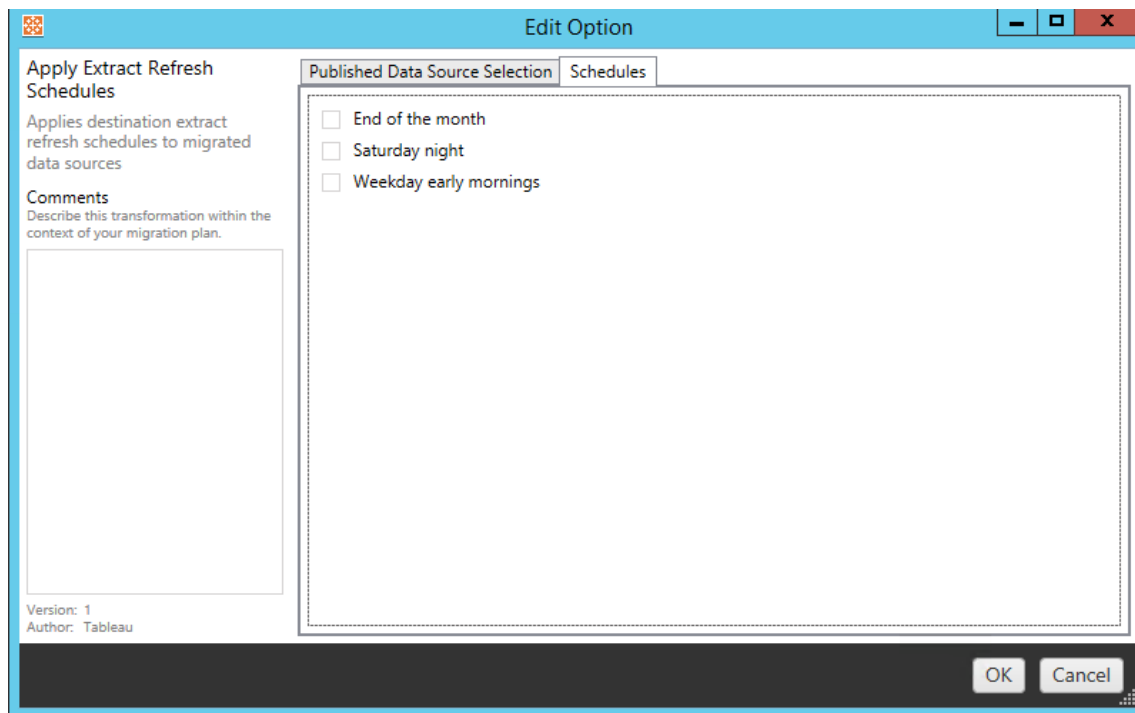 Edit Option
X
Apply Extract Refresh
Schedules
Applies destination extract
refresh schedules to migrated
data sources
Comments
Describe this transformation within the
context of your migration plan.
Version: 1
Author: Tableau
Published Data Source Selection
Schedules
End of the month
Saturday night
Weekday early mornings
OK
Cancel